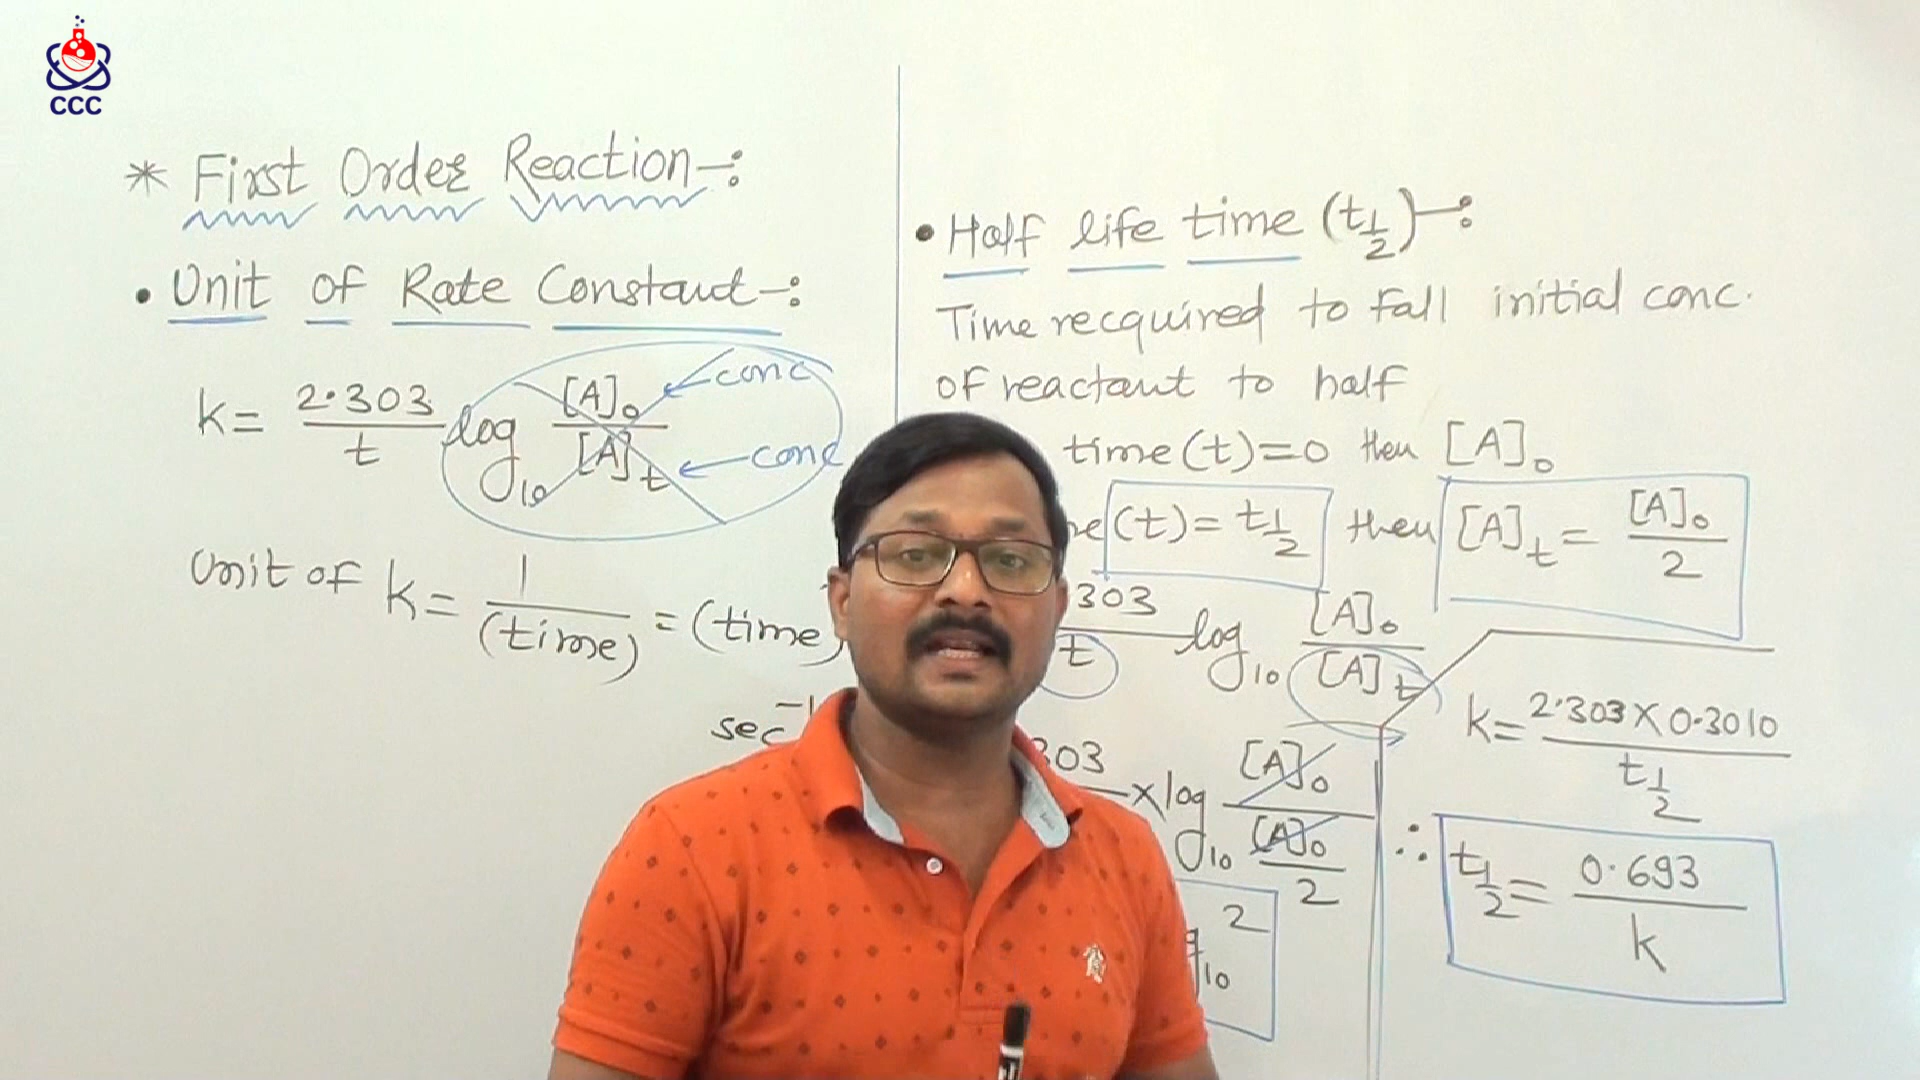 CCC
* First Order Reaction-:
• Unit of Rate Constant-:
k = 2.303/t log10 [A]0/[A]t
conc
conc
Unit of k = 1/(time) = (time
sec-1
• Half life time (t1/2)-:
Time recquired to fall initial conc.
of reactant to half
time (t)=0 then [A]0
(t) = t1/2 then [A]t = [A]0/2
303/t log10 [A]0/[A]t
303 × log10 [A]0/[A]0/2
10 2
k = 2.303 × 0.3010/t1/2
∴ t1/2 = 0.693/k